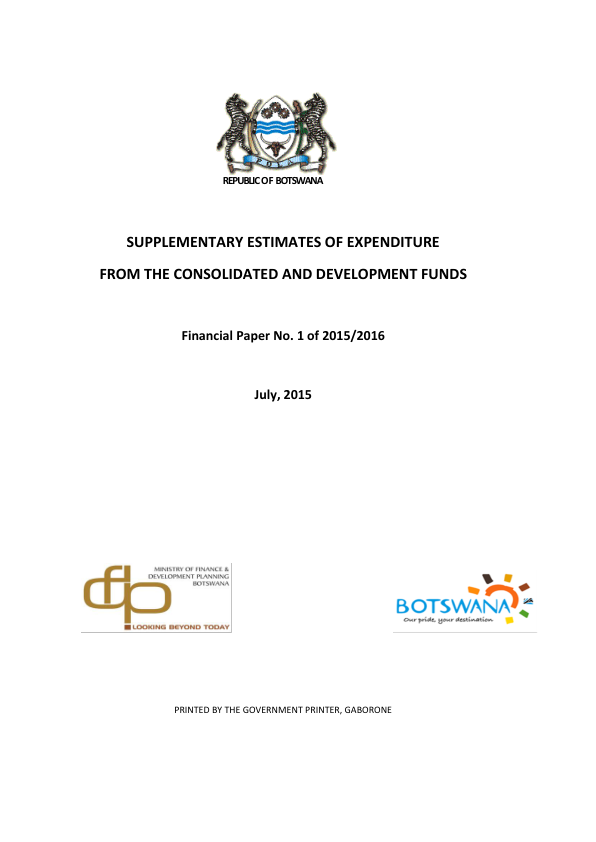 PULA
REPUBLIC OF BOTSWANA
SUPPLEMENTARY ESTIMATES OF EXPENDITURE
FROM THE CONSOLIDATED AND DEVELOPMENT FUNDS
Financial Paper No. 1 of 2015/2016
July, 2015
MINISTRY OF FINANCE &
DEVELOPMENT PLANNING
BOTSWANA
dfp
LOOKING BEYOND TODAY
BOTSWANA
Our pride, your destination
PRINTED BY THE GOVERNMENT PRINTER, GABORONE